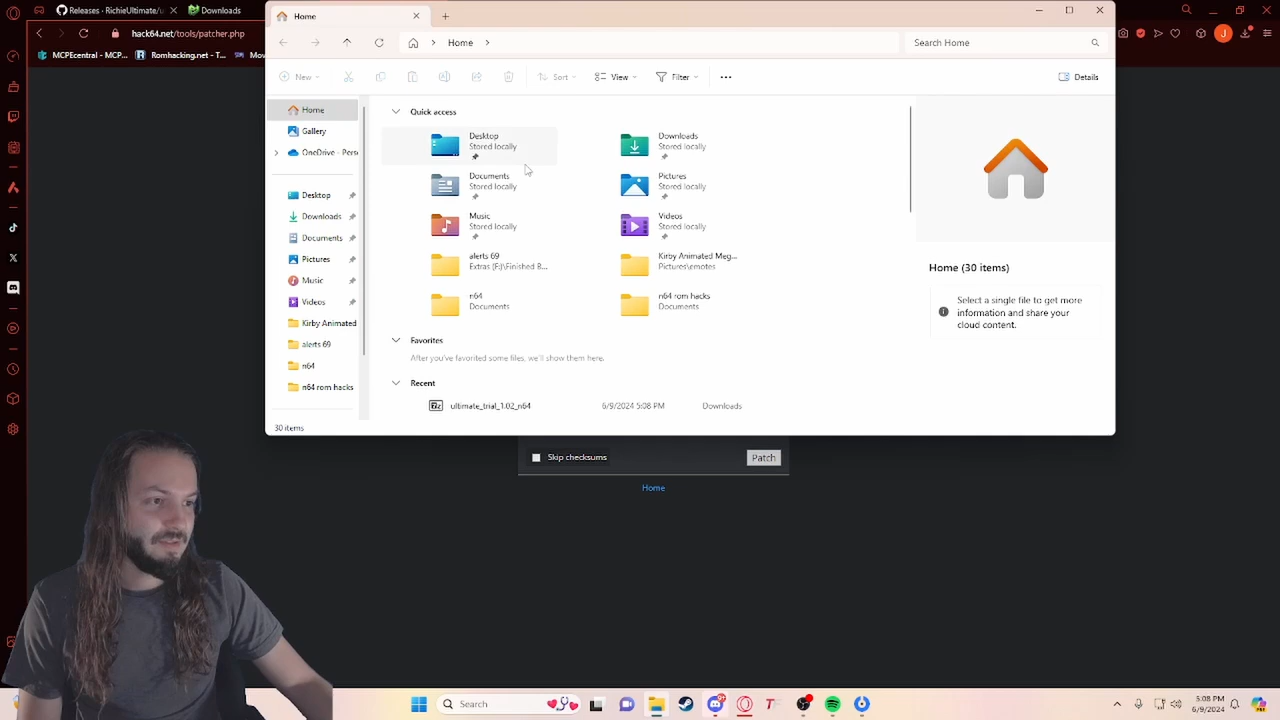 Releases · RichieUltimate/u
Downloads
hack64.net/tools/patcher.php
MCPEcentral - MCP...
Romhacking.net - T...
Home
Home
Search Home
New
Sort
View
Filter
Details
Home
Gallery
OneDrive - Perso
Desktop
Downloads
Documents
Pictures
Music
Videos
Kirby Animated
alerts 69
n64
n64 rom hacks
Quick access
Desktop
Stored locally
Downloads
Stored locally
Documents
Stored locally
Pictures
Stored locally
Music
Stored locally
Videos
Stored locally
alerts 69
Extras (F:)\Finished B...
Kirby Animated Meg...
Pictures\emotes
n64
Documents
n64 rom hacks
Documents
Favorites
After you've favorited some files, we'll show them here.
Recent
ultimate_trial_1.02_n64
6/9/2024 5:08 PM
Downloads
Home (30 items)
Select a single file to get more
information and share your
cloud content.
30 items
Skip checksums
Patch
Home
Search
3:08 PM
6/9/2024